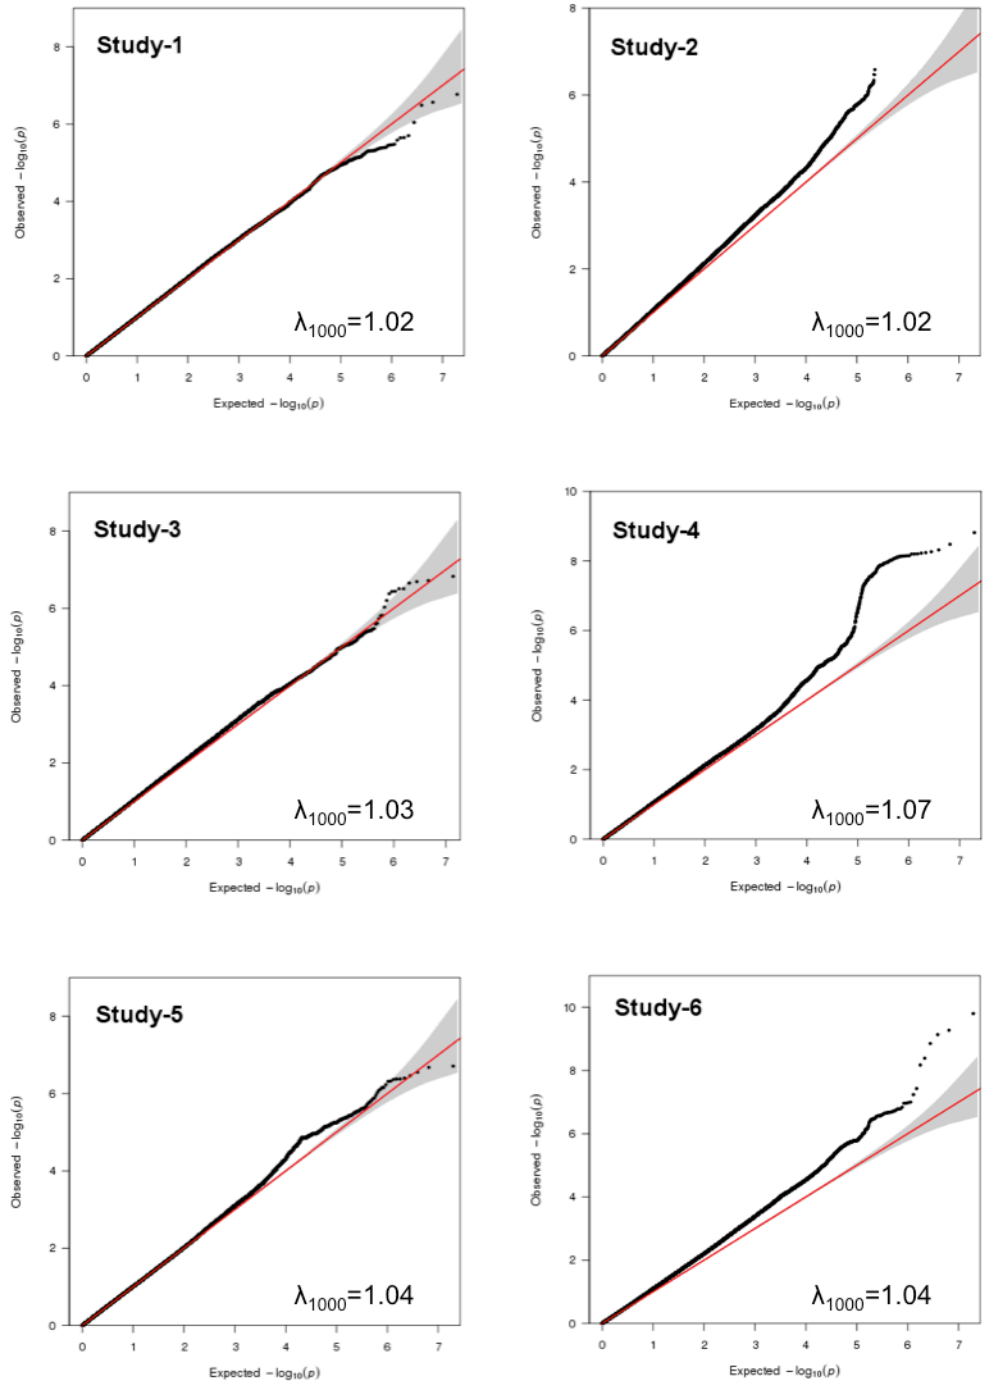 Study-1
8
6
4
2
0
Observed −log₁₀(p)
λ₁₀₀₀=1.02
0 1 2 3 4 5 6 7
Expected −log₁₀(p)
Study-2
8
6
4
2
0
Observed −log₁₀(p)
λ₁₀₀₀=1.02
0 1 2 3 4 5 6 7
Expected −log₁₀(p)
Study-3
8
6
4
2
0
Observed −log₁₀(p)
λ₁₀₀₀=1.03
0 1 2 3 4 5 6 7
Expected −log₁₀(p)
Study-4
10
8
6
4
2
0
Observed −log₁₀(p)
λ₁₀₀₀=1.07
0 1 2 3 4 5 6 7
Expected −log₁₀(p)
Study-5
8
6
4
2
0
Observed −log₁₀(p)
λ₁₀₀₀=1.04
0 1 2 3 4 5 6 7
Expected −log₁₀(p)
Study-6
10
8
6
4
2
0
Observed −log₁₀(p)
λ₁₀₀₀=1.04
0 1 2 3 4 5 6 7
Expected −log₁₀(p)